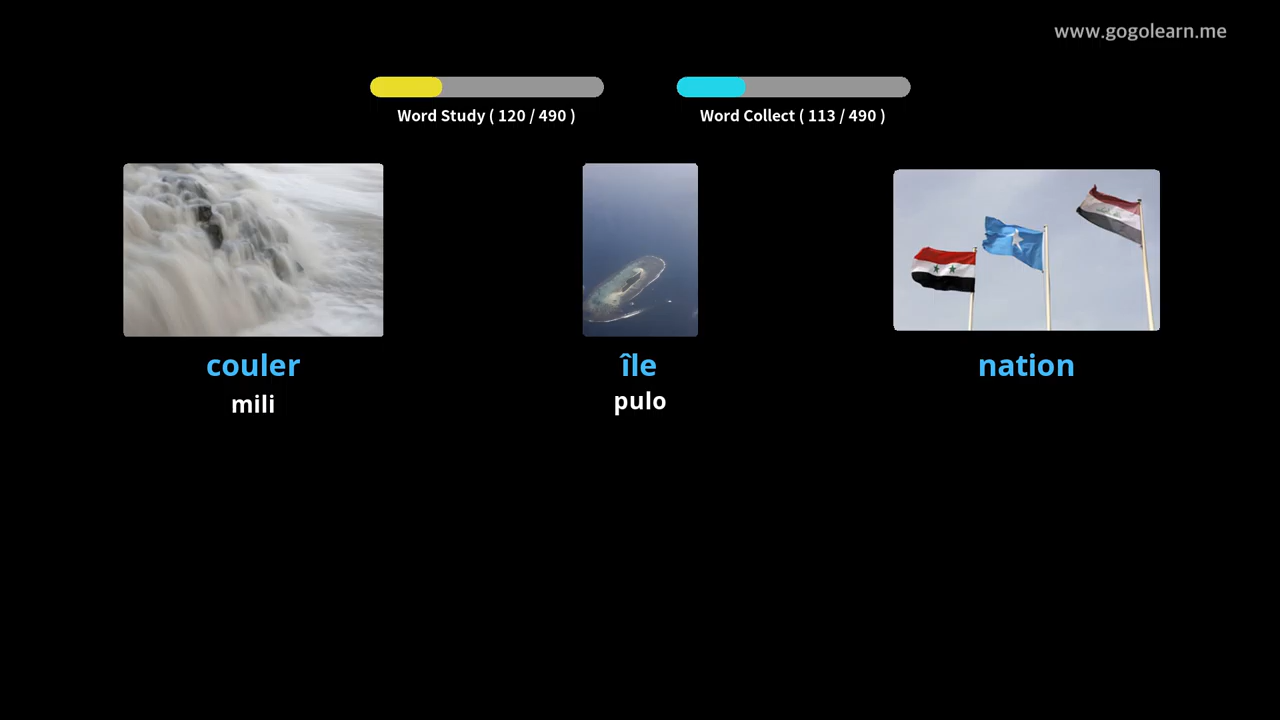 www.gogolearn.me
Word Study ( 120 / 490 )
Word Collect ( 113 / 490 )
couler
île
nation
mili
pulo